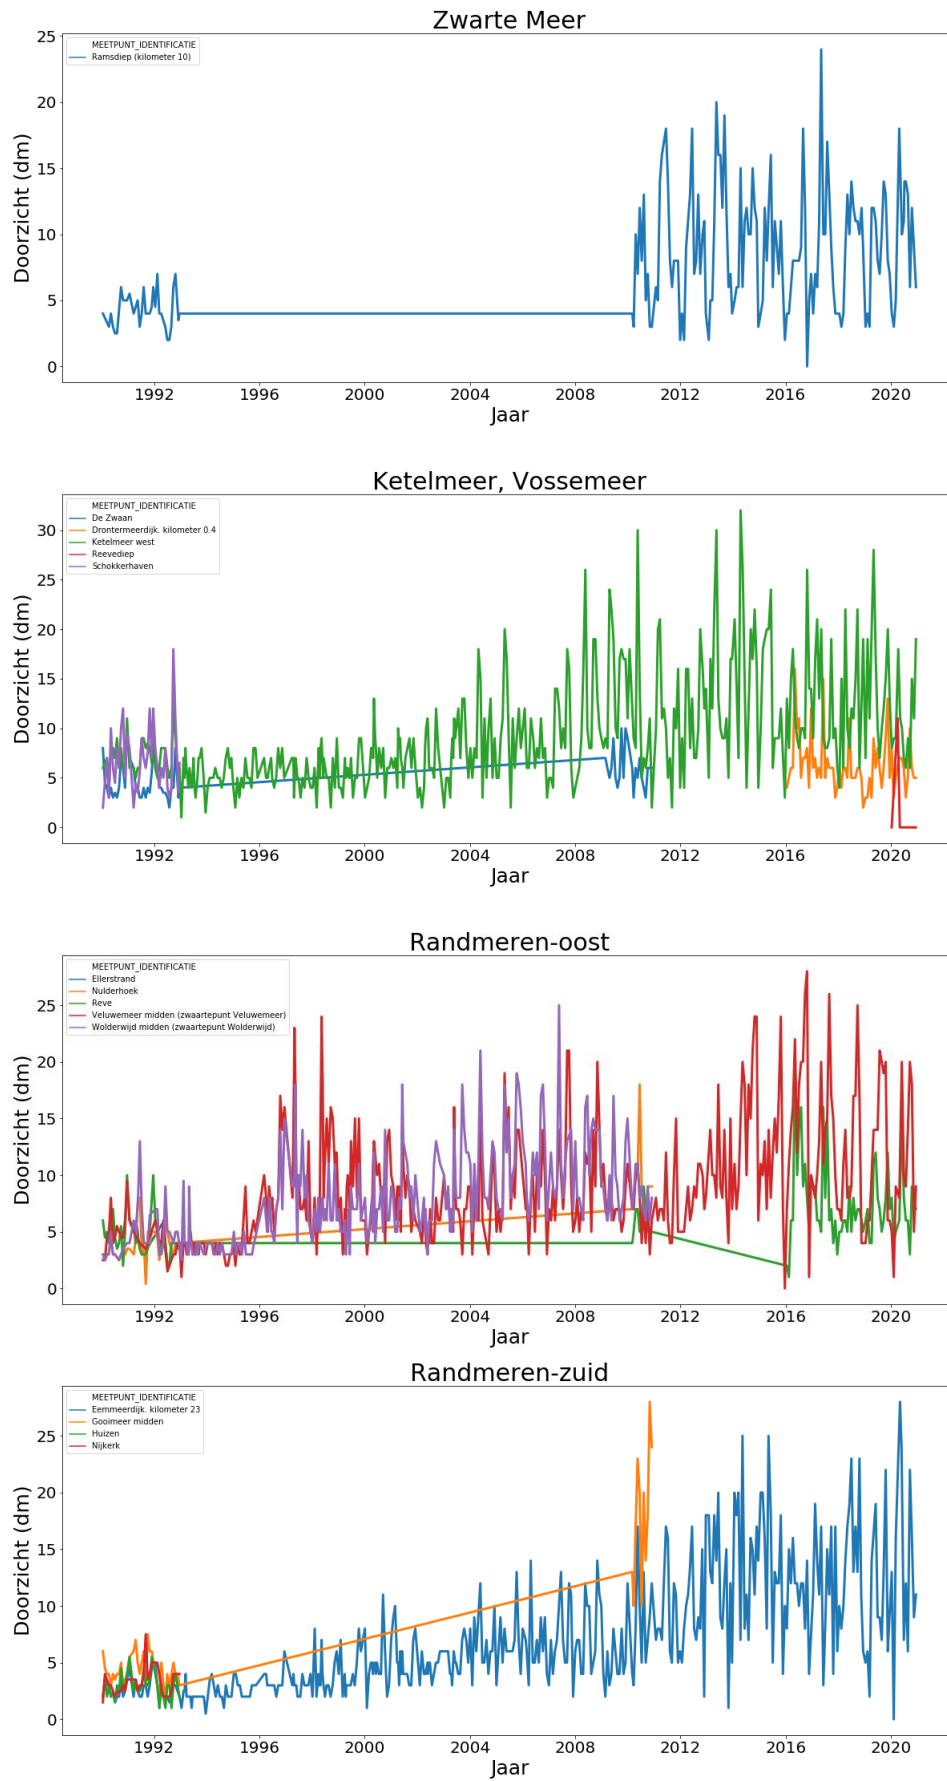 Zwarte Meer
MEETPUNT_IDENTIFICATIE
Ramsdiep (kilometer 10)
Doorzicht (dm)
25
20
15
10
5
0
1992 1996 2000 2004 2008 2012 2016 2020
Jaar
Ketelmeer, Vossemeer
MEETPUNT_IDENTIFICATIE
De Zwaan
Drontermeerdijk. kilometer 0.4
Ketelmeer west
Reevediep
Schokkerhaven
Doorzicht (dm)
30
25
20
15
10
5
0
1992 1996 2000 2004 2008 2012 2016 2020
Jaar
Randmeren-oost
MEETPUNT_IDENTIFICATIE
Ellerstrand
Nulderhoek
Reve
Veluwemeer midden (zwaartepunt Veluwemeer)
Wolderwijd midden (zwaartepunt Wolderwijd)
Doorzicht (dm)
25
20
15
10
5
0
1992 1996 2000 2004 2008 2012 2016 2020
Jaar
Randmeren-zuid
MEETPUNT_IDENTIFICATIE
Eemmeerdijk. kilometer 23
Gooimeer midden
Huizen
Nijkerk
Doorzicht (dm)
25
20
15
10
5
0
1992 1996 2000 2004 2008 2012 2016 2020
Jaar